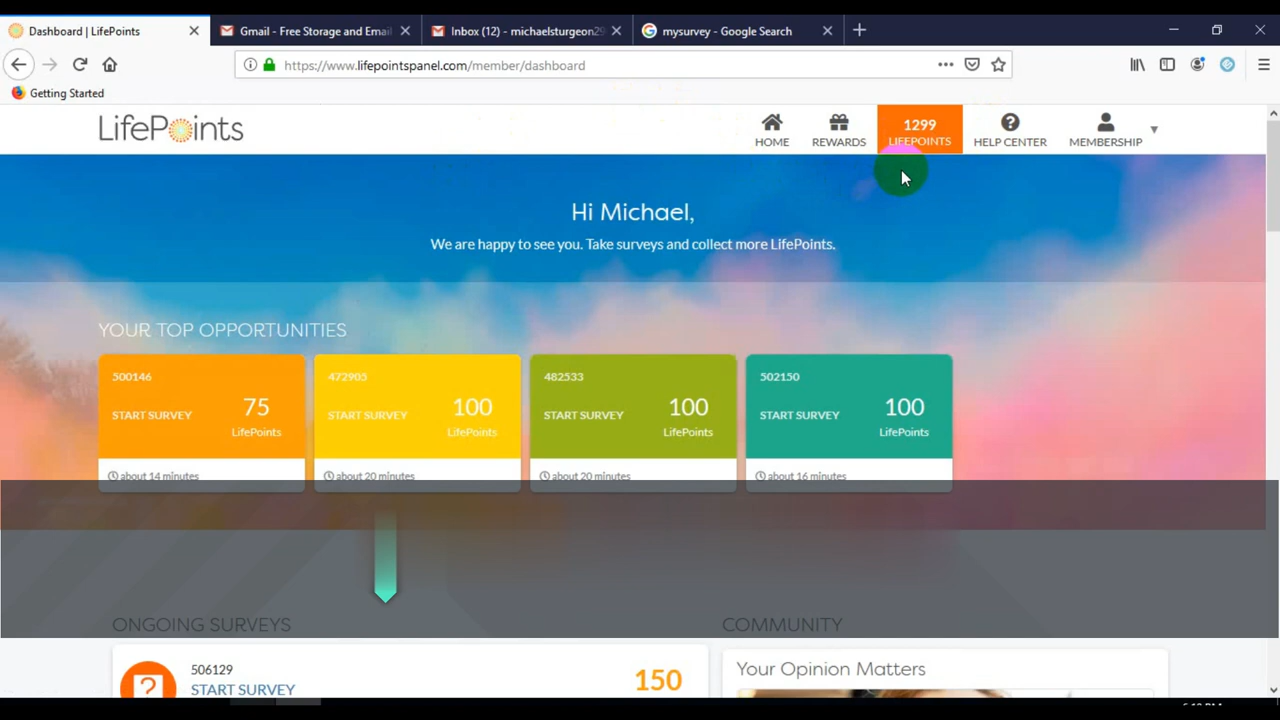 Dashboard | LifePoints
Gmail - Free Storage and Email
Inbox (12) - michaelsturgeon29
mysurvey - Google Search
https://www.lifepointspanel.com/member/dashboard
Getting Started
LifePoints
HOME
REWARDS
1299
LIFEPOINTS
HELP CENTER
MEMBERSHIP
Hi Michael,
We are happy to see you. Take surveys and collect more LifePoints.
YOUR TOP OPPORTUNITIES
500146
START SURVEY
75
LifePoints
about 14 minutes
472905
START SURVEY
100
LifePoints
about 20 minutes
482533
START SURVEY
100
LifePoints
about 20 minutes
502150
START SURVEY
100
LifePoints
about 16 minutes
ONGOING SURVEYS
506129
START SURVEY
150
COMMUNITY
Your Opinion Matters